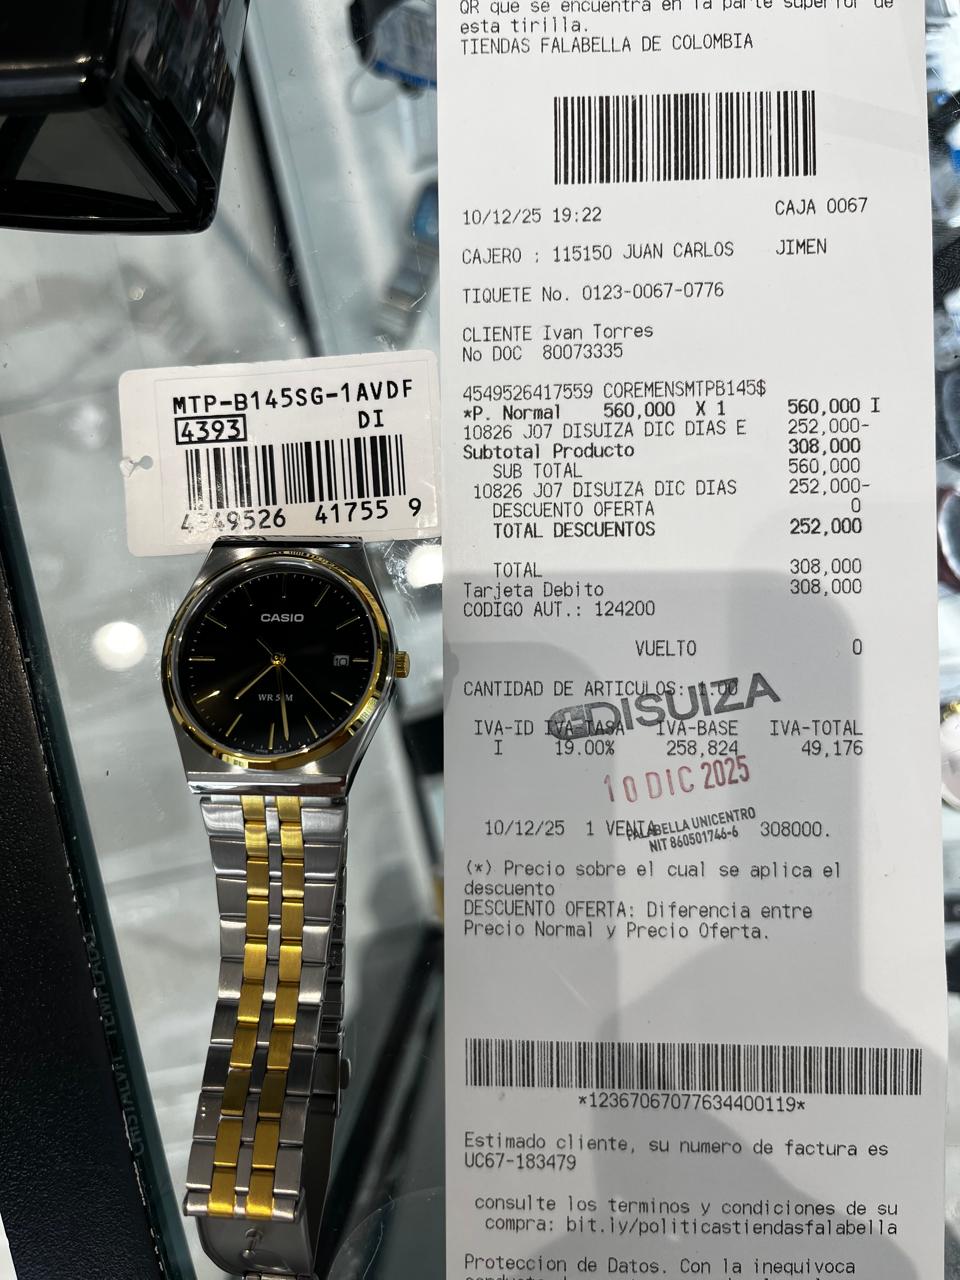 QR que se encuentra en la parte superior de
esta tirilla.
TIENDAS FALABELLA DE COLOMBIA
10/12/25 19:22 CAJA 0067
CAJERO : 115150 JUAN CARLOS JIMEN
TIQUETE No. 0123-0067-0776
CLIENTE Ivan Torres
No DOC 80073335
4549526417559 COREMENSMTPB145$
*P. Normal 560,000 X 1 560,000 I
10826 J07 DISUIZA DIC DIAS E 252,000-
Subtotal Producto 308,000
SUB TOTAL 560,000
10826 J07 DISUIZA DIC DIAS 252,000-
DESCUENTO OFERTA 0
TOTAL DESCUENTOS 252,000
TOTAL 308,000
Tarjeta Debito 308,000
CODIGO AUT.: 124200
VUELTO 0
CANTIDAD DE ARTICULOS: 1.00
DISUIZA
IVA-ID IVA-TASA IVA-BASE IVA-TOTAL
I 19.00% 258,824 49,176
10 DIC 2025
FALABELLA UNICENTRO
NIT 860501746-6
10/12/25 1 VENTA 308000.
(*) Precio sobre el cual se aplica el
descuento
DESCUENTO OFERTA: Diferencia entre
Precio Normal y Precio Oferta.
*12367067077634400119*
Estimado cliente, su numero de factura es
UC67-183479
consulte los terminos y condiciones de su
compra: bit.ly/politicastiendasfalabella
Proteccion de Datos. Con la inequivoca
MTP-B145SG-1AVDF
4393 DI
4549526 41755 9
CASIO
10
WR50M